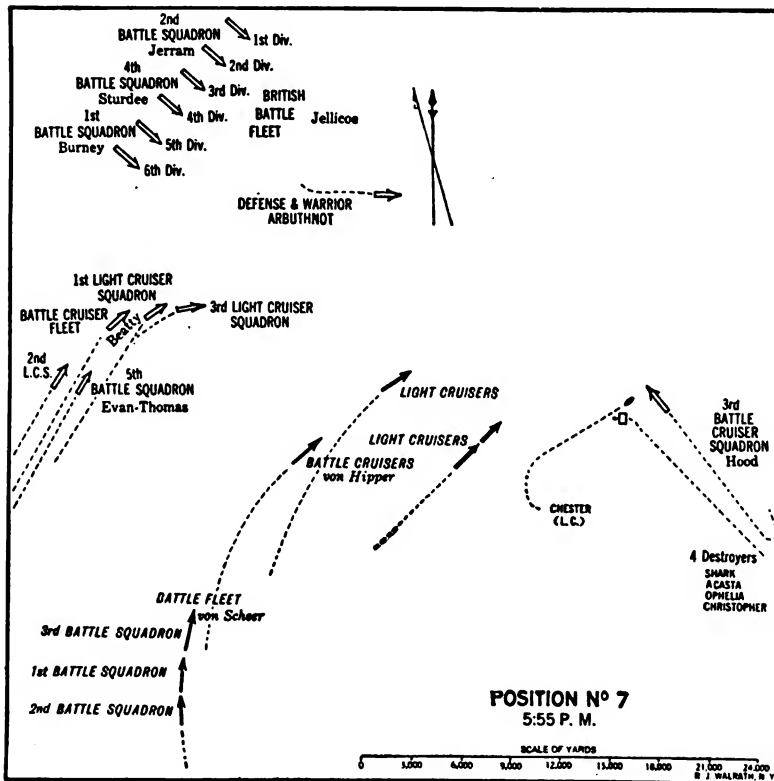 2nd
BATTLE SQUADRON
Jerram
1st Div.
2nd Div.
4th
BATTLE SQUADRON
Sturdee
3rd Div.
4th Div.
1st
BATTLE SQUADRON
Burney
5th Div.
6th Div.
BRITISH
BATTLE
FLEET
Jellicoe
DEFENSE & WARRIOR
ARBUTHNOT
1st LIGHT CRUISER
SQUADRON
BATTLE CRUISER
FLEET
Beatty
3rd LIGHT CRUISER
SQUADRON
2nd
L.C.S.
5th
BATTLE SQUADRON
Evan-Thomas
LIGHT CRUISERS
LIGHT CRUISERS
BATTLE CRUISERS
von Hipper
3rd
BATTLE
CRUISER
SQUADRON
Hood
CHESTER
(L.C.)
4 Destroyers
SHARK
ACASTA
OPHELIA
CHRISTOPHER
BATTLE FLEET
von Scheer
3rd BATTLE SQUADRON
1st BATTLE SQUADRON
2nd BATTLE SQUADRON
POSITION Nº 7
5:55 P. M.
SCALE OF YARDS
0 3,000 6,000 9,000 12,000 15,000 18,000 21,000 24,000
R J. WALRATH, N Y